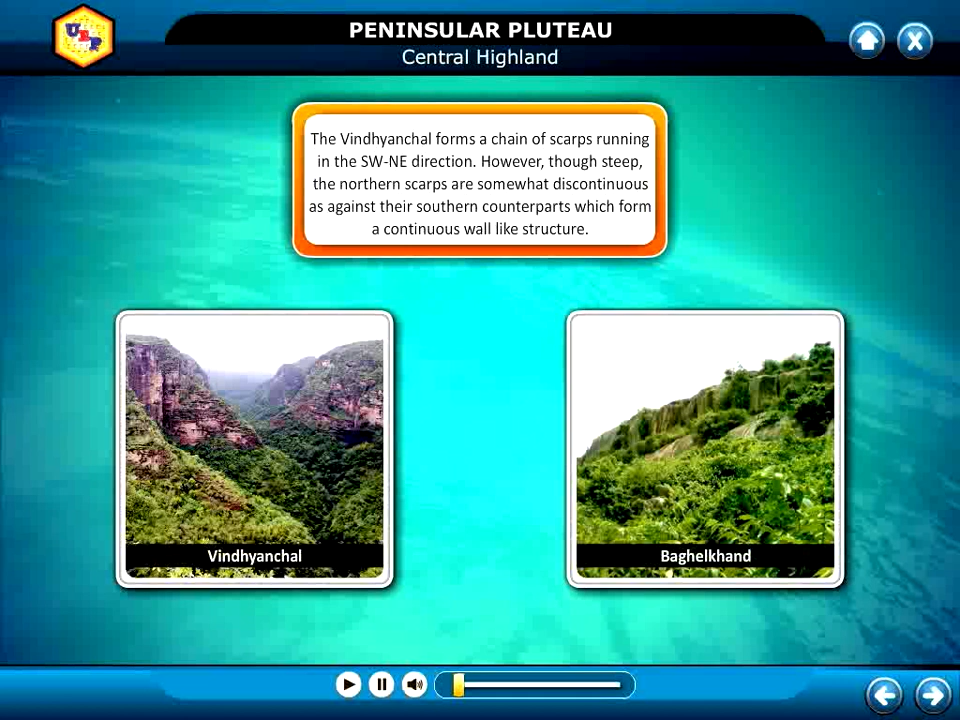 PENINSULAR PLUTEAU
Central Highland
The Vindhyanchal forms a chain of scarps running
in the SW-NE direction. However, though steep,
the northern scarps are somewhat discontinuous
as against their southern counterparts which form
a continuous wall like structure.
Vindhyanchal
Baghelkhand